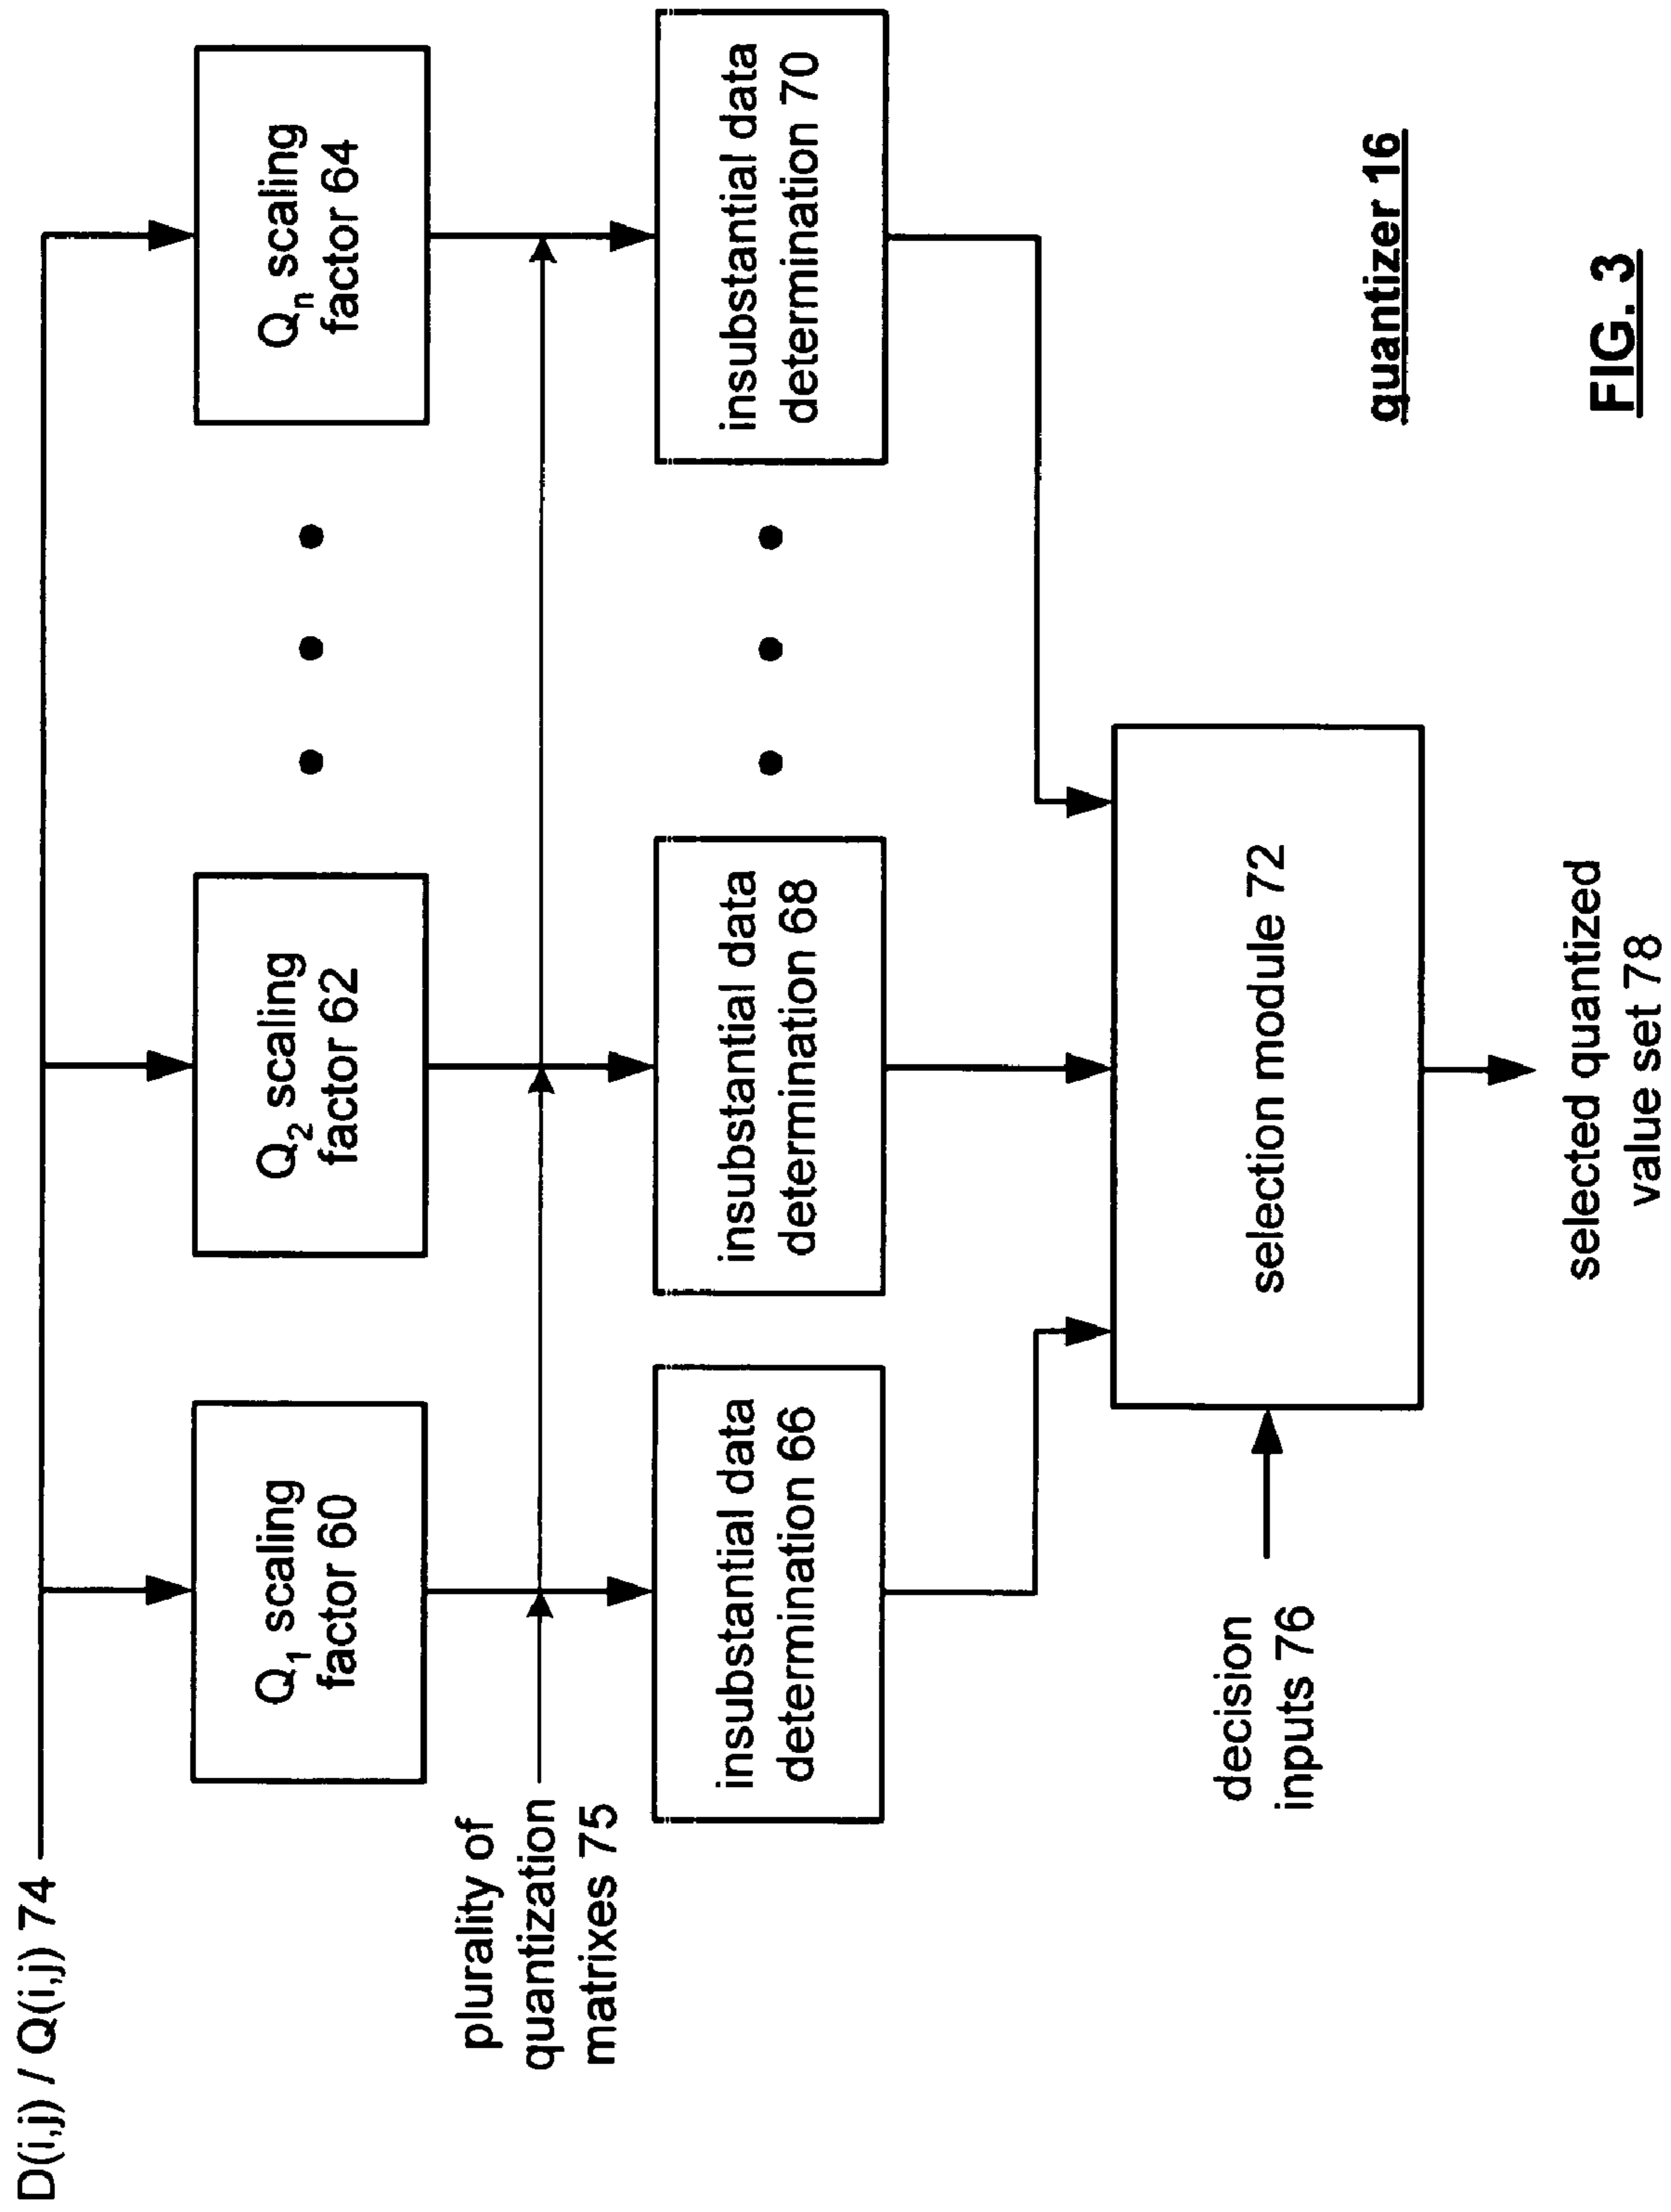 D(i,j) / Q(i,j) 74
Q1 scaling
factor 60
Q2 scaling
factor 62
Qn scaling
factor 64
plurality of
quantization
matrixes 75
insubstantial data
determination 66
insubstantial data
determination 68
insubstantial data
determination 70
decision
inputs 76
selection module 72
selected quantized
value set 78
quantizer 16
FIG. 3